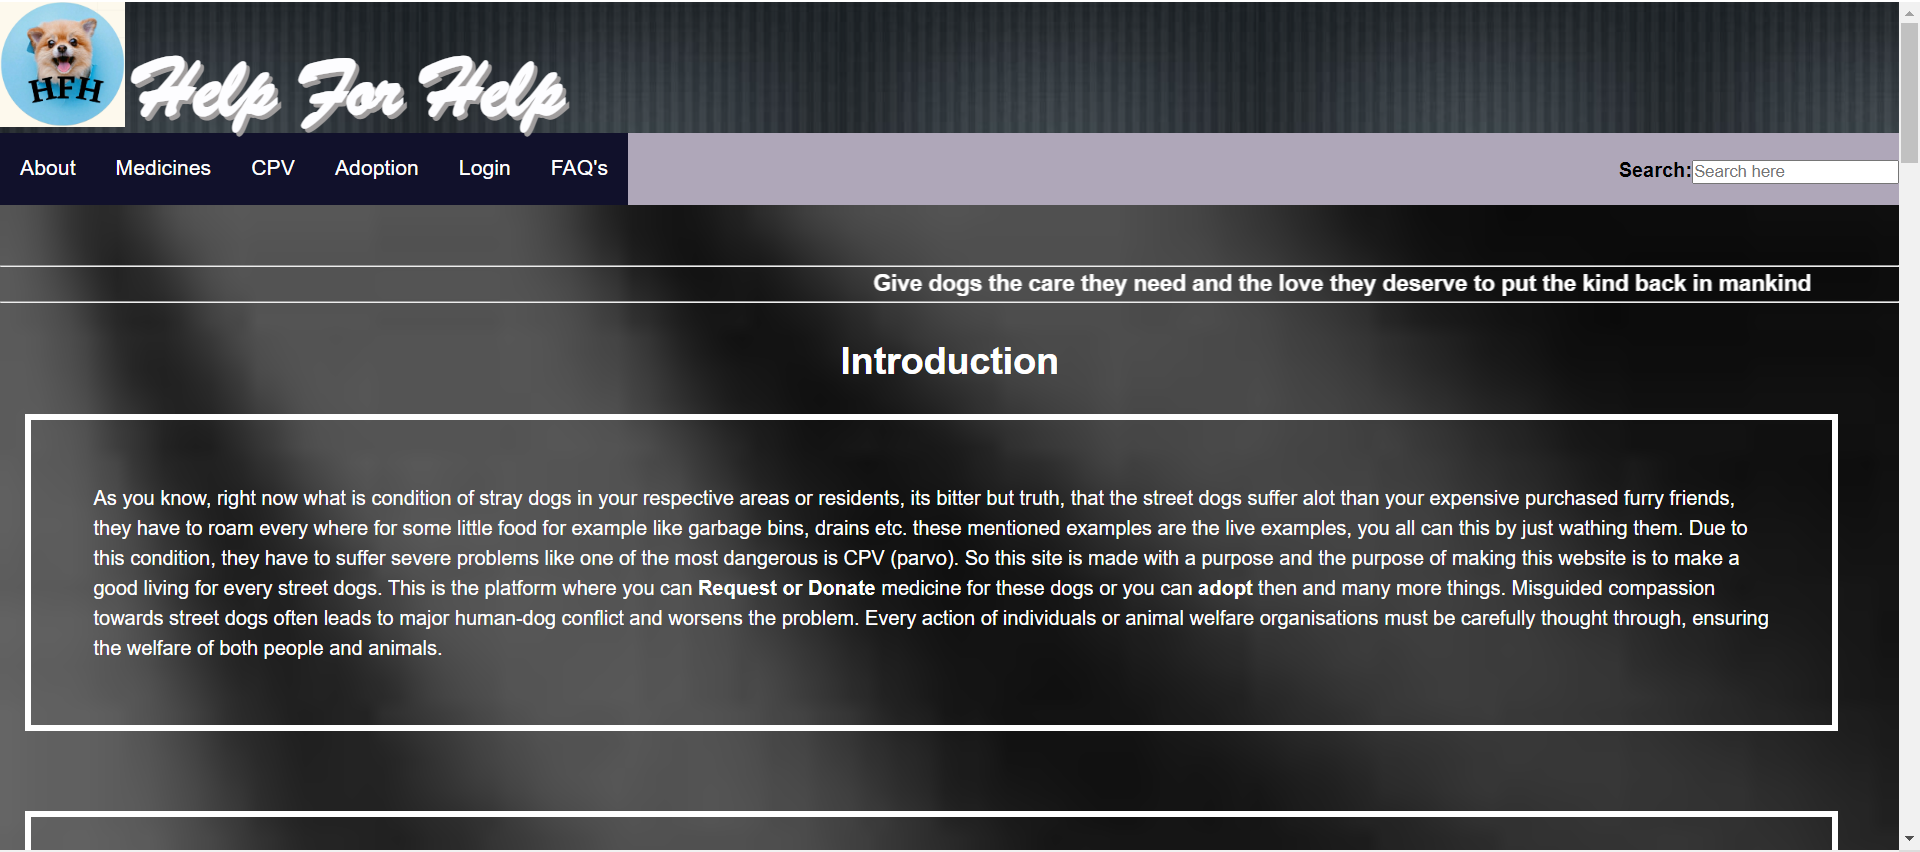 HFH
Help For Help
About Medicines CPV Adoption Login FAQ's
Search: Search here
Give dogs the care they need and the love they deserve to put the kind back in mankind
Introduction
As you know, right now what is condition of stray dogs in your respective areas or residents, its bitter but truth, that the street dogs suffer alot than your expensive purchased furry friends,
they have to roam every where for some little food for example like garbage bins, drains etc. these mentioned examples are the live examples, you all can this by just wathing them. Due to
this condition, they have to suffer severe problems like one of the most dangerous is CPV (parvo). So this site is made with a purpose and the purpose of making this website is to make a
good living for every street dogs. This is the platform where you can Request or Donate medicine for these dogs or you can adopt then and many more things. Misguided compassion
towards street dogs often leads to major human-dog conflict and worsens the problem. Every action of individuals or animal welfare organisations must be carefully thought through, ensuring
the welfare of both people and animals.